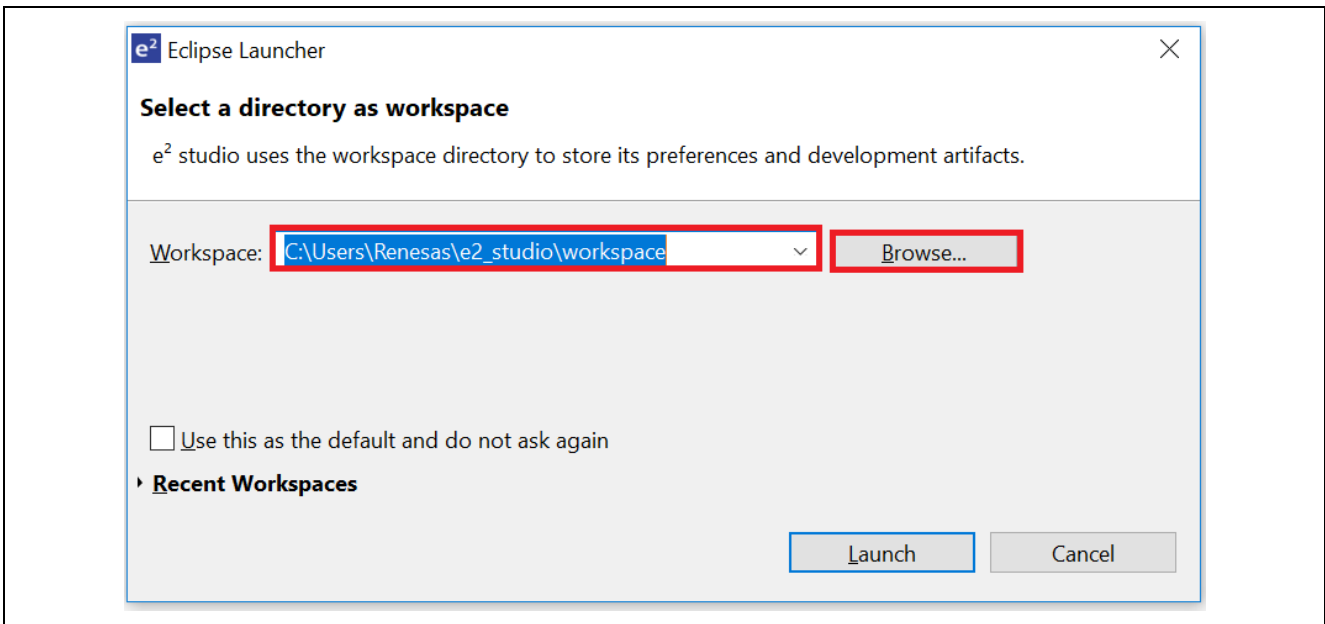 e² Eclipse Launcher
Select a directory as workspace
e² studio uses the workspace directory to store its preferences and development artifacts.
Workspace: C:\Users\Renesas\e2_studio\workspace Browse...
Use this as the default and do not ask again
Recent Workspaces
Launch Cancel